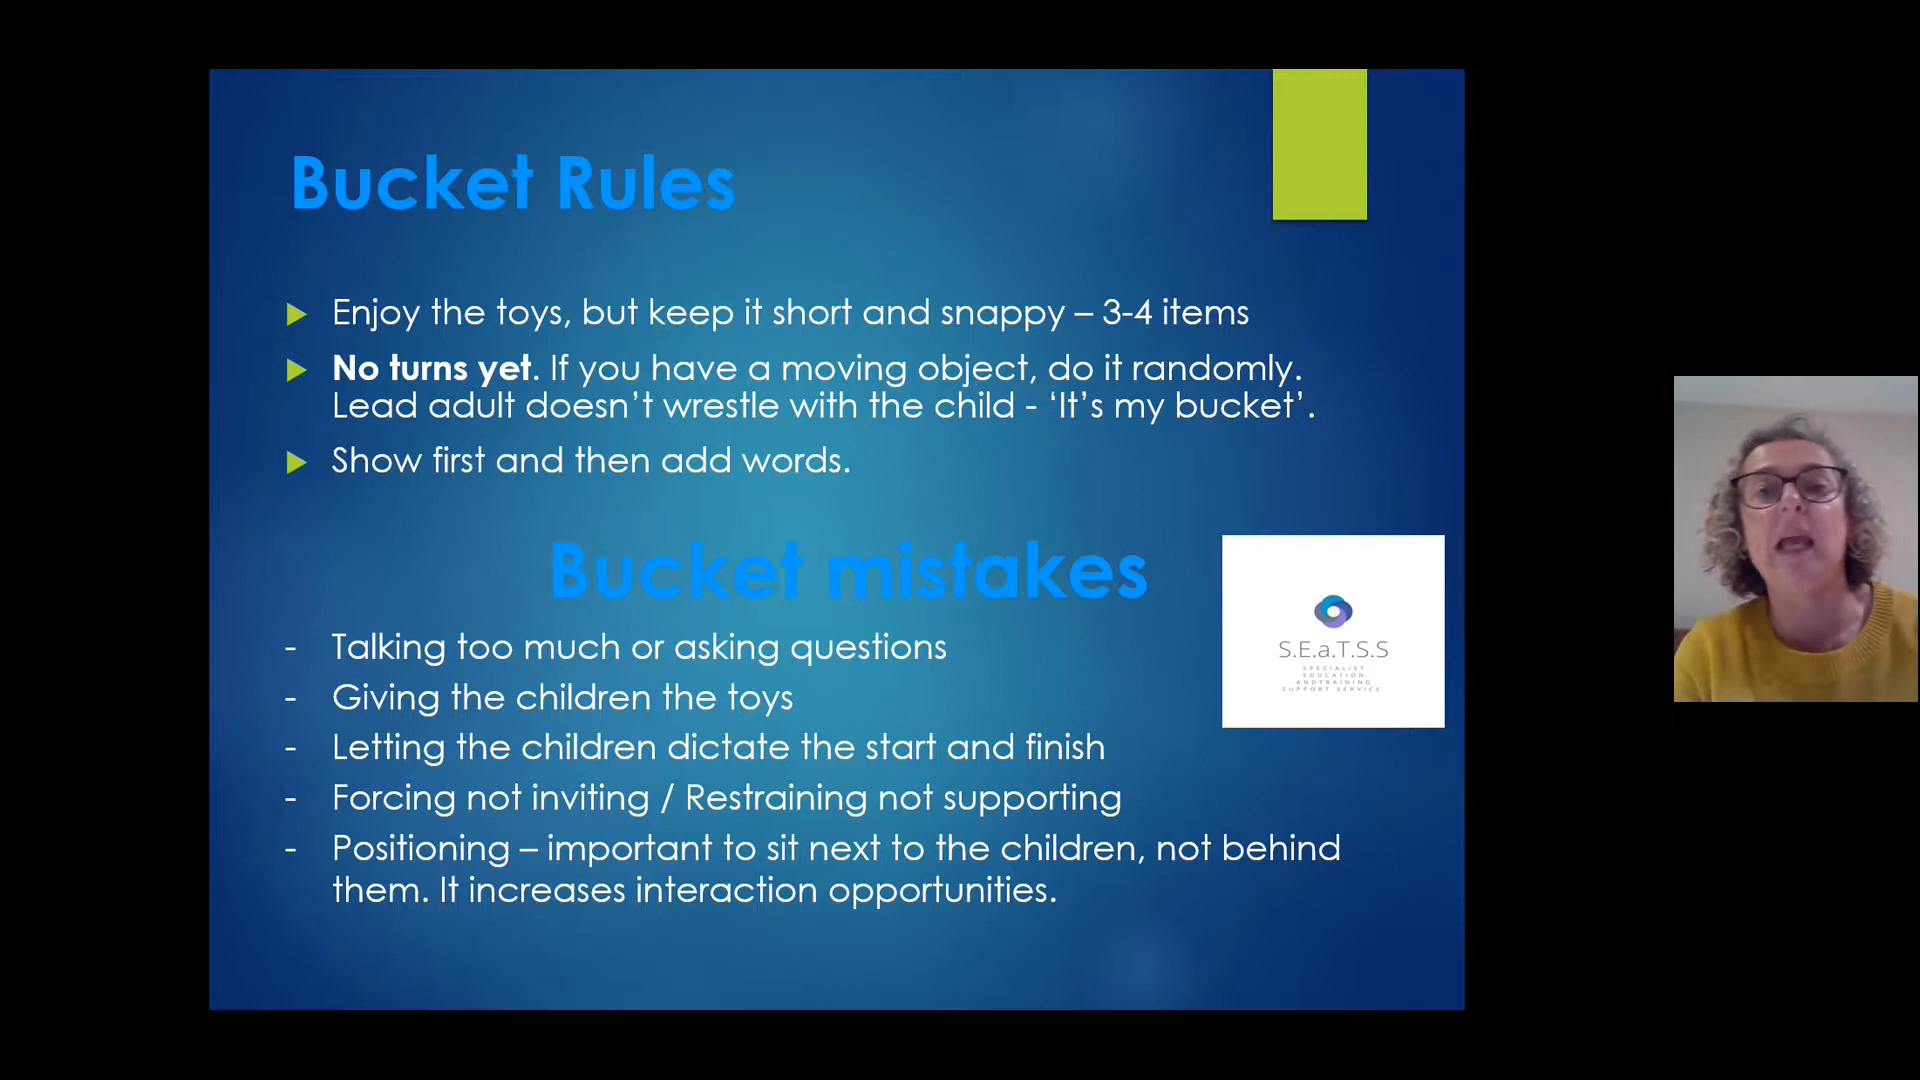 Bucket Rules
Enjoy the toys, but keep it short and snappy – 3-4 items
No turns yet. If you have a moving object, do it randomly.
Lead adult doesn’t wrestle with the child - ‘It’s my bucket’.
Show first and then add words.
Bucket mistakes
- Talking too much or asking questions
- Giving the children the toys
- Letting the children dictate the start and finish
- Forcing not inviting / Restraining not supporting
- Positioning – important to sit next to the children, not behind
them. It increases interaction opportunities.
S.E.a.T.S.S
SPECIALIST
EDUCATION
ANDTRAINING
SUPPORT SERVICE